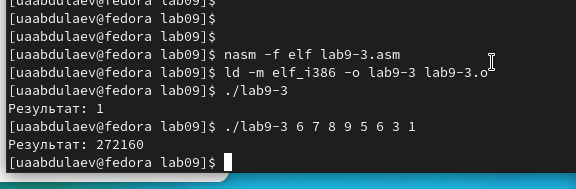 [uaabdulaev@fedora lab09]$
[uaabdulaev@fedora lab09]$
[uaabdulaev@fedora lab09]$
[uaabdulaev@fedora lab09]$ nasm -f elf lab9-3.asm
[uaabdulaev@fedora lab09]$ ld -m elf_i386 -o lab9-3 lab9-3.o
[uaabdulaev@fedora lab09]$ ./lab9-3
Результат: 1
[uaabdulaev@fedora lab09]$ ./lab9-3 6 7 8 9 5 6 3 1
Результат: 272160
[uaabdulaev@fedora lab09]$